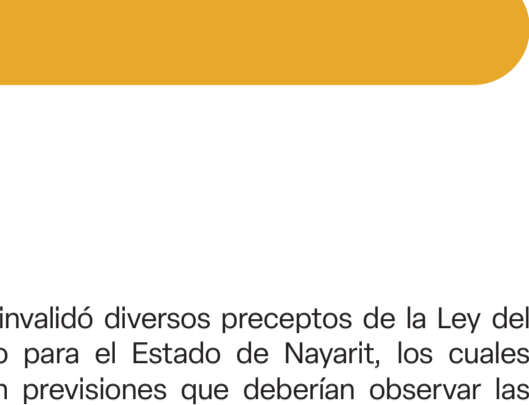 invalidó diversos preceptos de la Ley del
para el Estado de Nayarit, los cuales
previsiones que deberían observar las